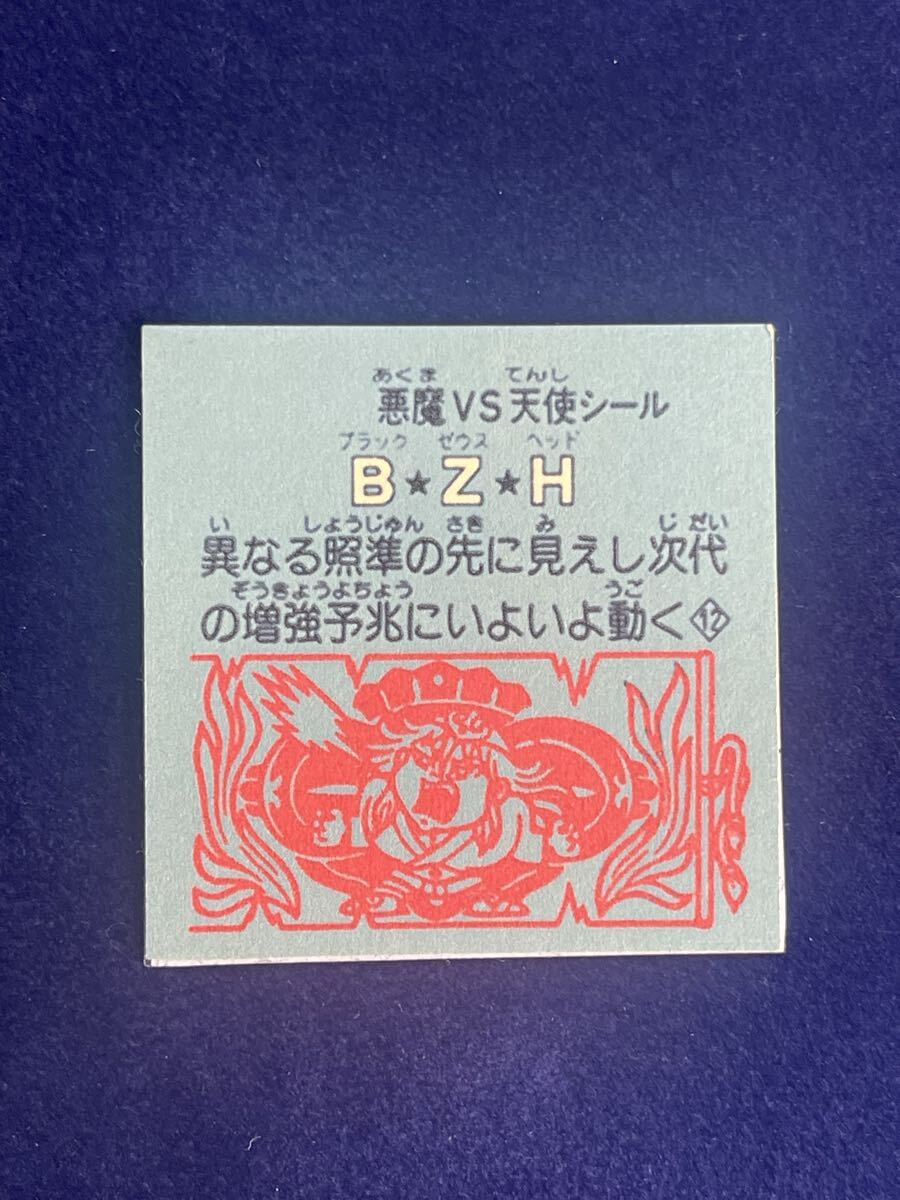 あくま てんし
悪魔VS天使シール
ブラック ゼウス ヘッド
B★Z★H
い しょうじゅん さき み じ だい
異なる照準の先に見えし次代
ぞうきょうよちょう うご
の増強予兆にいよいよ動く12